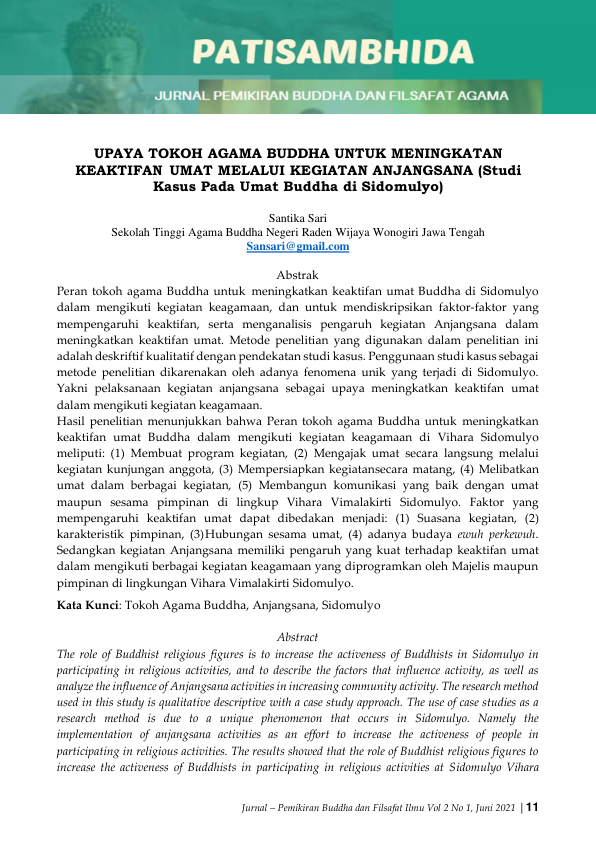 PATISAMBHIDA
JURNAL PEMIKIRAN BUDDHA DAN FILSAFAT AGAMA
UPAYA TOKOH AGAMA BUDDHA UNTUK MENINGKATAN
KEAKTIFAN UMAT MELALUI KEGIATAN ANJANGSANA (Studi
Kasus Pada Umat Buddha di Sidomulyo)
Santika Sari
Sekolah Tinggi Agama Buddha Negeri Raden Wijaya Wonogiri Jawa Tengah
Sansari@gmail.com
Abstrak
Peran tokoh agama Buddha untuk meningkatkan keaktifan umat Buddha di Sidomulyo
dalam mengikuti kegiatan keagamaan, dan untuk mendiskripsikan faktor-faktor yang
mempengaruhi keaktifan, serta menganalisis pengaruh kegiatan Anjangsana dalam
meningkatkan keaktifan umat. Metode penelitian yang digunakan dalam penelitian ini
adalah deskriftif kualitatif dengan pendekatan studi kasus. Penggunaan studi kasus sebagai
metode penelitian dikarenakan oleh adanya fenomena unik yang terjadi di Sidomulyo.
Yakni pelaksanaan kegiatan anjangsana sebagai upaya meningkatkan keaktifan umat
dalam mengikuti kegiatan keagamaan.
Hasil penelitian menunjukkan bahwa Peran tokoh agama Buddha untuk meningkatkan
keaktifan umat Buddha dalam mengikuti kegiatan keagamaan di Vihara Sidomulyo
meliputi: (1) Membuat program kegiatan, (2) Mengajak umat secara langsung melalui
kegiatan kunjungan anggota, (3) Mempersiapkan kegiatansecara matang, (4) Melibatkan
umat dalam berbagai kegiatan, (5) Membangun komunikasi yang baik dengan umat
maupun sesama pimpinan di lingkup Vihara Vimalakirti Sidomulyo. Faktor yang
mempengaruhi keaktifan umat dapat dibedakan menjadi: (1) Suasana kegiatan, (2)
karakteristik pimpinan, (3)Hubungan sesama umat, (4) adanya budaya ewuh perkewuh.
Sedangkan kegiatan Anjangsana memiliki pengaruh yang kuat terhadap keaktifan umat
dalam mengikuti berbagai kegiatan keagamaan yang diprogramkan oleh Majelis maupun
pimpinan di lingkungan Vihara Vimalakirti Sidomulyo.
Kata Kunci: Tokoh Agama Buddha, Anjangsana, Sidomulyo
Abstract
The role of Buddhist religious figures is to increase the activeness of Buddhists in Sidomulyo in
participating in religious activities, and to describe the factors that influence activity, as well as
analyze the influence of Anjangsana activities in increasing community activity. The research method
used in this study is qualitative descriptive with a case study approach. The use of case studies as a
research method is due to a unique phenomenon that occurs in Sidomulyo. Namely the
implementation of anjangsana activities as an effort to increase the activeness of people in
participating in religious activities. The results showed that the role of Buddhist religious figures to
increase the activeness of Buddhists in participating in religious activities at Sidomulyo Vihara
Jurnal – Pemikiran Buddha dan Filsafat Ilmu Vol 2 No 1, Juni 2021 | 11